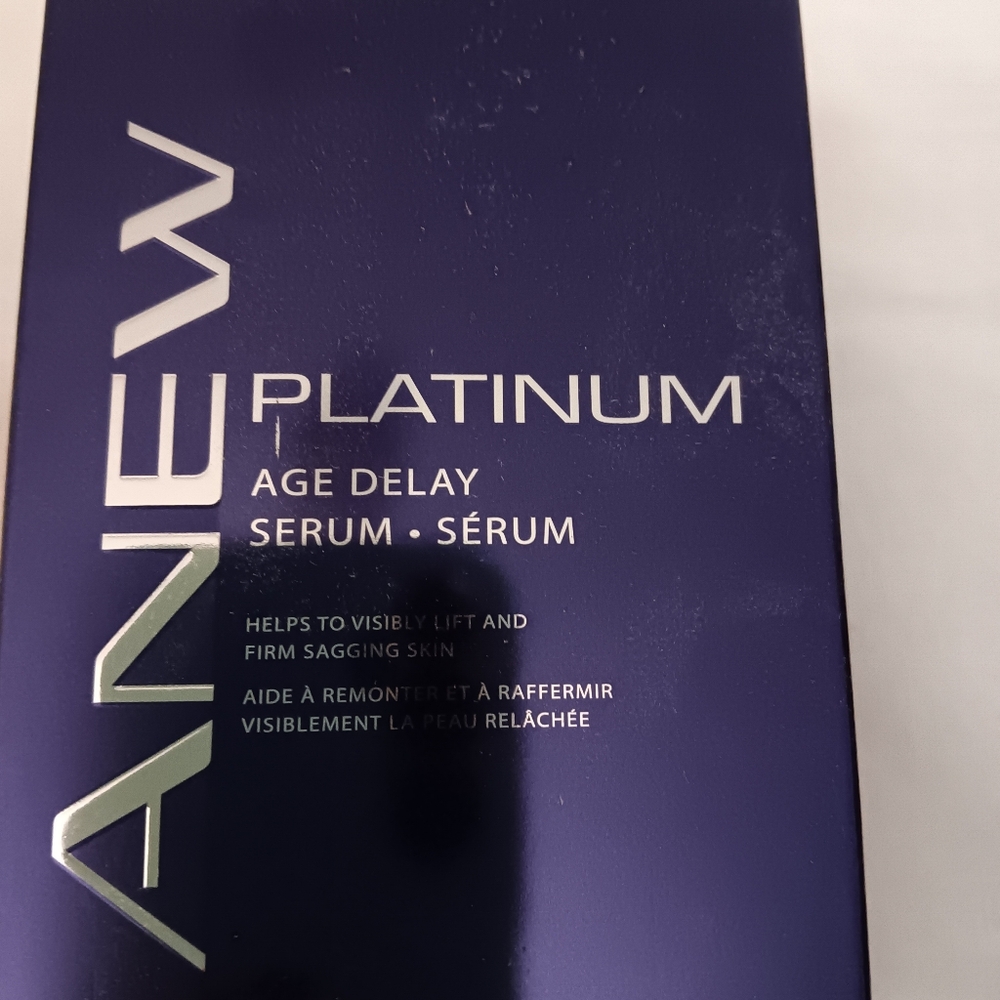 ANEW
PLATINUM
AGE DELAY
SERUM • SÉRUM
HELPS TO VISIBLY LIFT AND
FIRM SAGGING SKIN
AIDE À REMONTER ET À RAFFERMIR
VISIBLEMENT LA PEAU RELÂCHÉE